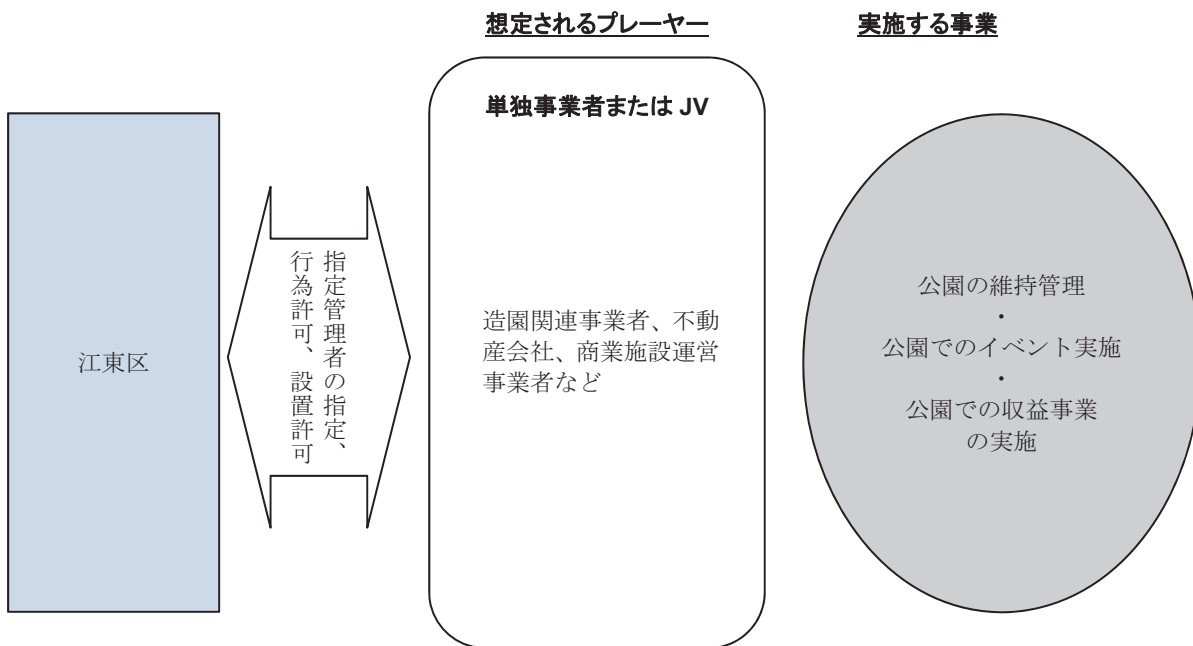 想定されるプレーヤー
実施する事業
単独事業者または JV
江東区
指定管理者の指定、
行為許可、設置許可
造園関連事業者、不動
産会社、商業施設運営
事業者など
公園の維持管理
・
公園でのイベント実施
・
公園での収益事業
の実施